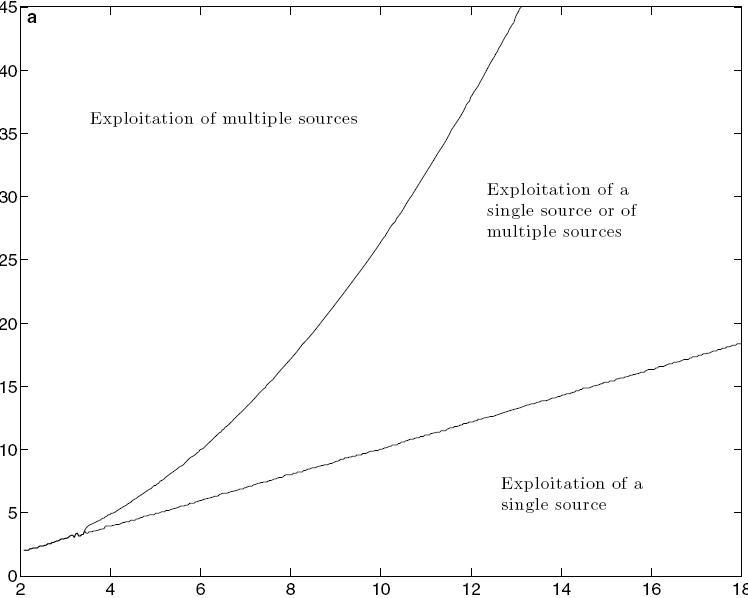 45
a
40
Exploitation of multiple sources
35
30
Exploitation of a
single source or of
multiple sources
25
20
15
10
Exploitation of a
single source
5
0
2 4 6 8 10 12 14 16 18